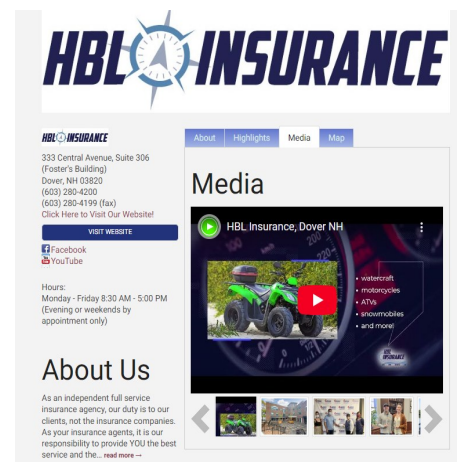 HBL INSURANCE
HBL INSURANCE
333 Central Avenue, Suite 306
(Foster's Building)
Dover, NH 03820
(603) 280-4200
(603) 280-4199 (fax)
Click Here to Visit Our Website!
VISIT WEBSITE
Facebook
YouTube
Hours:
Monday - Friday 8:30 AM - 5:00 PM
(Evening or weekends by
appointment only)
About Us
As an independent full service
insurance agency, our duty is to our
clients, not the insurance companies.
As your insurance agents, it is our
responsibility to provide YOU the best
service and the... read more →
About Highlights Media Map
Media
HBL Insurance, Dover NH
200
220
• watercraft
• motorcycles
• ATVs
• snowmobiles
• and more!
HBL
INSURANCE